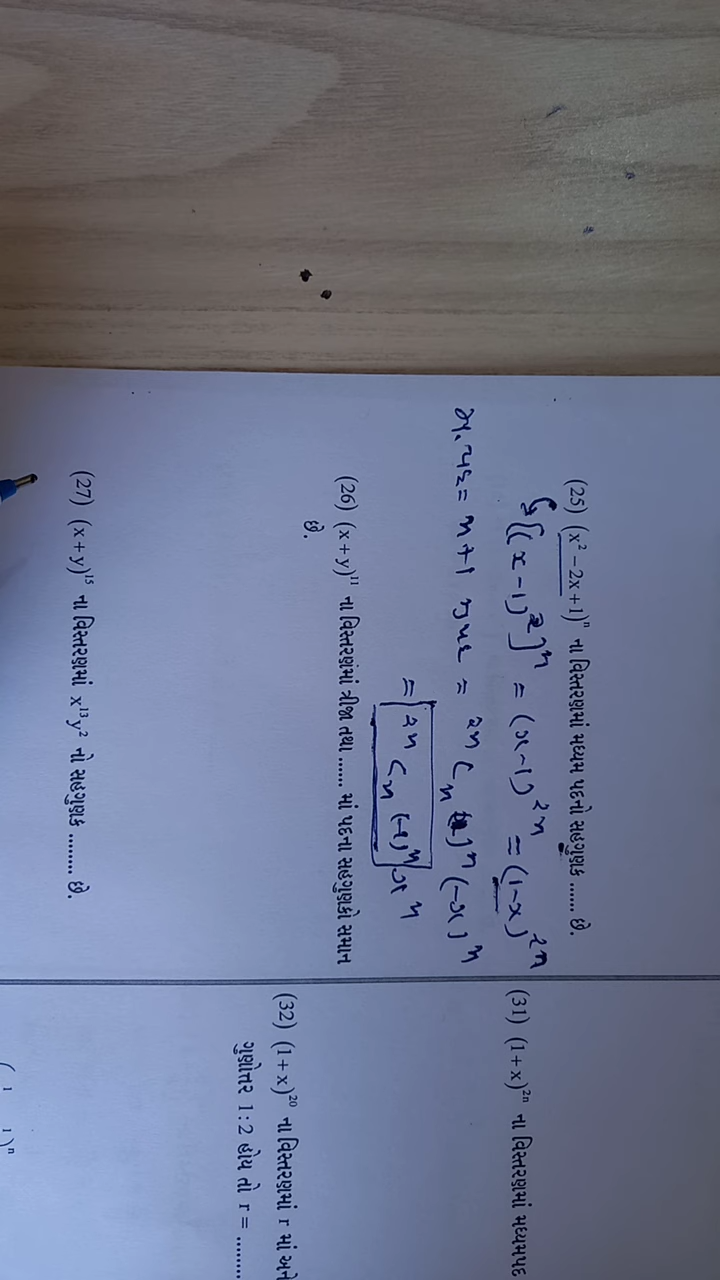 (25) (x² − 2x + 1)ⁿ ના વિસ્તરણમાં મધ્યમ પદનો સહગુણક ...... છે.
[(x−1)²]ⁿ = (x−1)²ⁿ = (1−x)²ⁿ
મ.પદ = n+1 મું પદ = ²ⁿCₙ (1)ⁿ (−x)ⁿ
= ²ⁿCₙ (−1)ⁿ xⁿ
(26) (x + y)¹¹ ના વિસ્તરણમાં ત્રીજા તથા ...... માં પદના સહગુણકો સમાન
છે.
(27) (x + y)¹⁵ ના વિસ્તરણમાં x¹³y² નો સહગુણક ........ છે.
(31) (1 + x)²ⁿ ના વિસ્તરણમાં મધ્યમપદ
(32) (1 + x)²⁰ ના વિસ્તરણમાં r માં અને
ગુણોત્તર 1 : 2 હોય તો r = .........